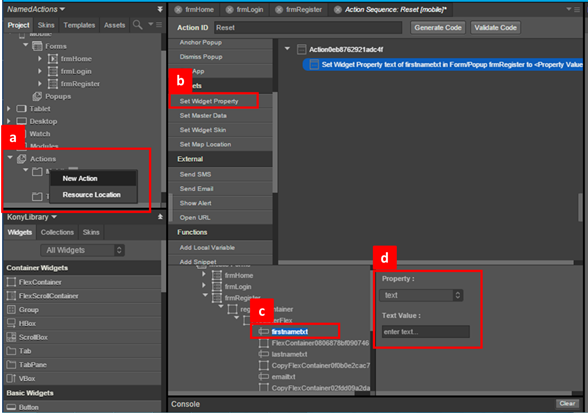 NamedActions
Project
Skins
Templates
Assets
Mobile
Forms
frmHome
frmLogin
frmRegister
Popups
Tablet
Desktop
Watch
Modules
a
Actions
New Action
Resource Location
KonyLibrary
Widgets
Collections
Skins
All Widgets
Container Widgets
FlexContainer
FlexScrollContainer
Group
HBox
ScrollBox
Tab
TabPane
VBox
Basic Widgets
Button
frmHome
frmLogin
frmRegister
Action Sequence: Reset [mobile]*
Action ID
Reset
Generate Code
Validate Code
Anchor Popup
Dismiss Popup
App
b
ets
Set Widget Property
Set Master Data
Set Widget Skin
Set Map Location
External
Send SMS
Send Email
Show Alert
Open URL
Functions
Add Local Variable
Add Snippet
Action0eb8762921adc4f
Set Widget Property text of firstnametxt in Form/Popup frmRegister to <Property Value
frmHome
frmLogin
frmRegister
c
firstnametxt
FlexContainer0806878bf090746
lastnametxt
CopyFlexContainer0f0b0e2cac7
emailtxt
CopyFlexContainer02fdd09a2da
d
Property :
text
Text Value :
enter text...
Console
Clear